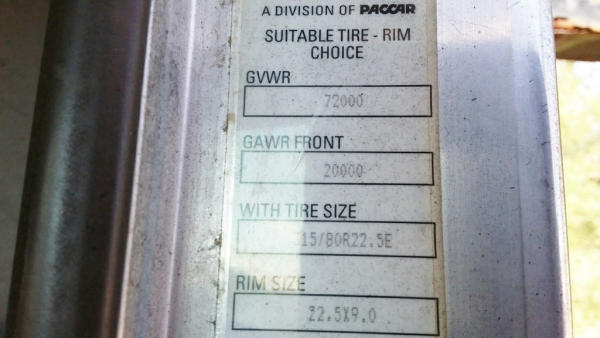 A DIVISION OF PACCAR
SUITABLE TIRE - RIM
CHOICE
GVWR
72000
GAWR FRONT
20000
WITH TIRE SIZE
315/80R22.5E
RIM SIZE
22.5X9.0